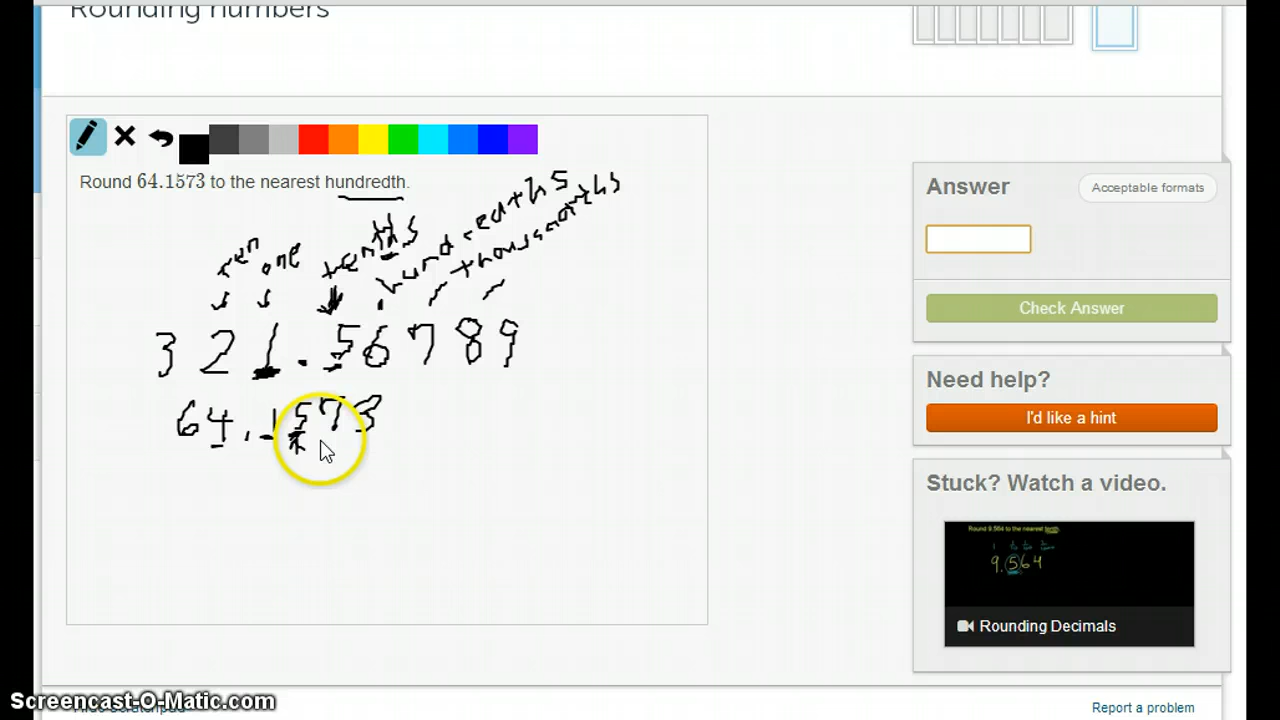 Rounding numbers
Round 64.1573 to the nearest hundredth.
ten one tenths hundredths thousandths
321.56789
64.1573
Answer
Acceptable formats
Check Answer
Need help?
I'd like a hint
Stuck? Watch a video.
Round 9.564 to the nearest tenth
9.564
Rounding Decimals
Report a problem
Screencast-O-Matic.com